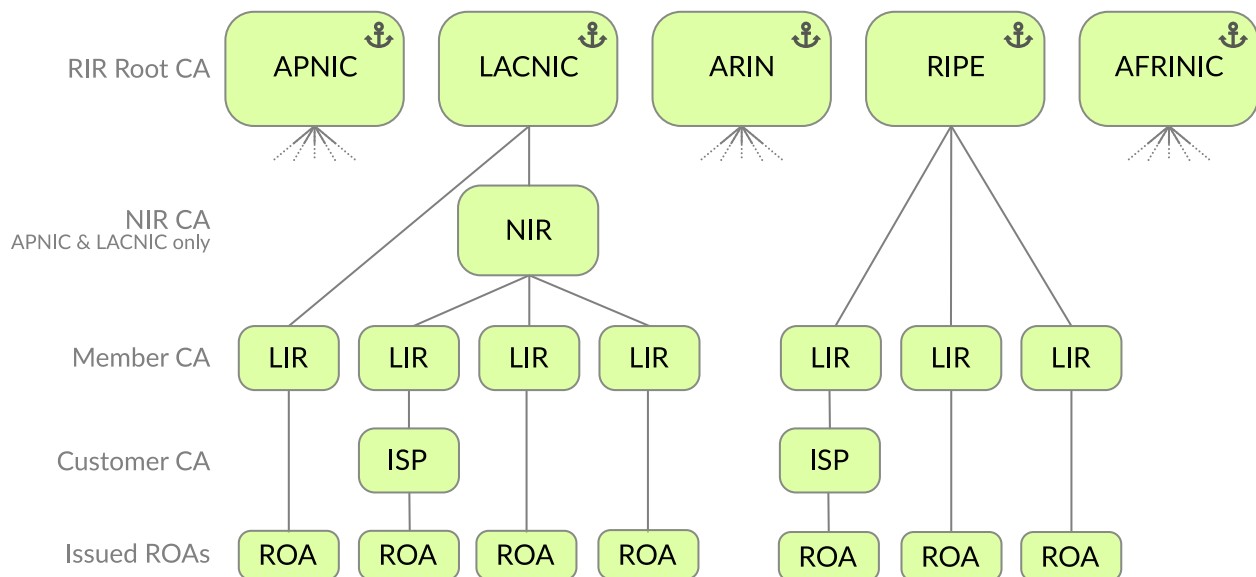 RIR Root CA APNIC LACNIC ARIN RIPE AFRINIC
NIR CA
APNIC & LACNIC only
NIR
Member CA LIR LIR LIR LIR LIR LIR LIR
Customer CA ISP ISP
Issued ROAs ROA ROA ROA ROA ROA ROA ROA